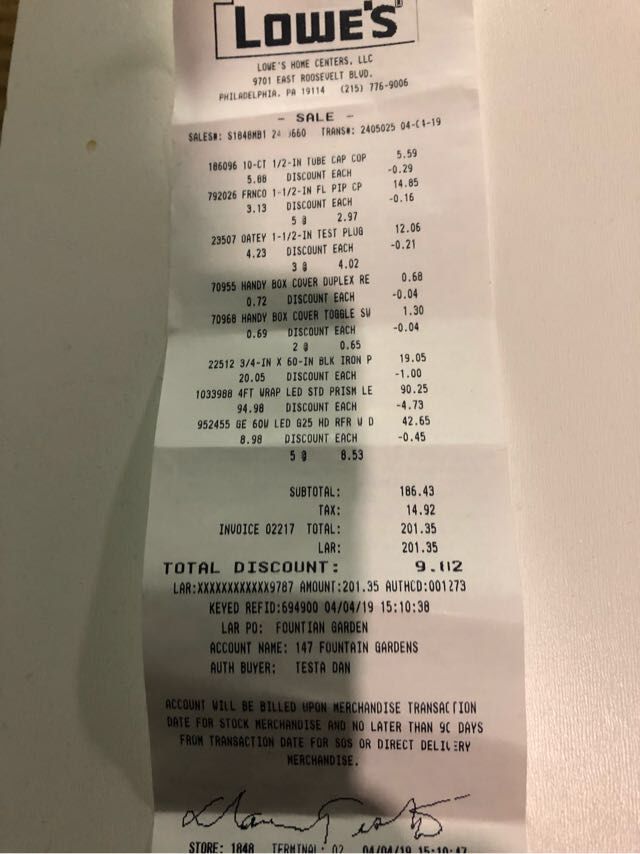 LOWE'S
LOWE'S HOME CENTERS, LLC
9701 EAST ROOSEVELT BLVD.
PHILADELPHIA, PA 19114 (215) 776-9006
- SALE -
SALES#: S1848MB1 TRANS#: 2405025
186096 10-CT 1/2-IN TUBE CAP COP 5.59
5.88 DISCOUNT EACH -0.29
792026 FRNCO 1-1/2-IN FL PIP CP 14.85
3.13 DISCOUNT EACH -0.16
5 @ 2.97
23507 OATEY 1-1/2-IN TEST PLUG 12.06
4.23 DISCOUNT EACH -0.21
3 @ 4.02
70955 HANDY BOX COVER DUPLEX RE 0.68
0.72 DISCOUNT EACH -0.04
70968 HANDY BOX COVER TOGGLE SW 1.30
0.69 DISCOUNT EACH -0.04
2 @ 0.65
22512 3/4-IN X 60-IN BLK IRON P 19.05
20.05 DISCOUNT EACH -1.00
1033988 4FT WRAP LED STD PRISM LE 90.25
94.98 DISCOUNT EACH -4.73
952455 GE 60W LED G25 HD RFR W D 42.65
8.98 DISCOUNT EACH -0.45
5 @ 8.53
SUBTOTAL: 186.43
TAX: 14.92
INVOICE 02217 TOTAL: 201.35
LAR: 201.35
TOTAL DISCOUNT:
LAR:XXXXXXXXXXXX9787 AMOUNT:201.35 AUTHCD:001273
KEYED REFID:694900 04/04/19 15:10:38
LAR PO: FOUNTIAN GARDEN
ACCOUNT NAME: 147 FOUNTAIN GARDENS
AUTH BUYER: TESTA DAN
ACCOUNT WILL BE BILLED UPON MERCHANDISE TRANSACTION
DATE FOR STOCK MERCHANDISE AND NO LATER THAN 90 DAYS
FROM TRANSACTION DATE FOR SOS OR DIRECT DELIVERY
MERCHANDISE.
STORE: 1848 TERMINAL: 02 04/04/19 15:10:47